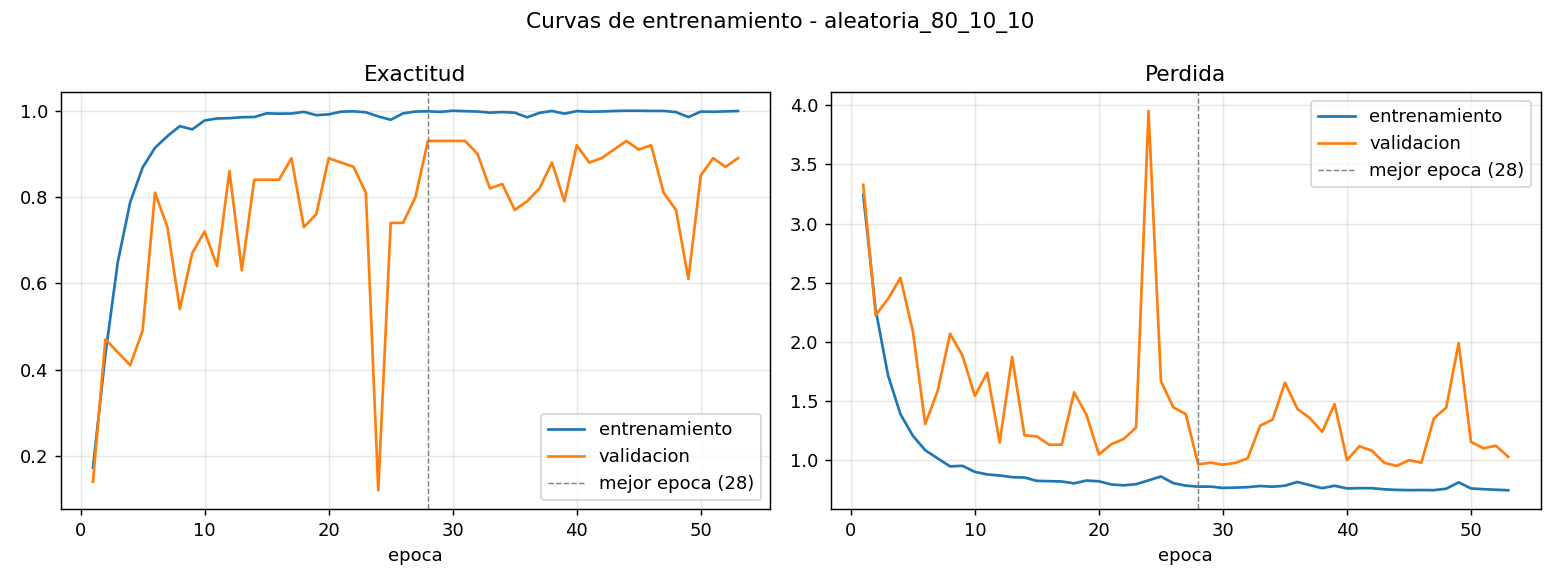 Curvas de entrenamiento - aleatoria_80_10_10
Exactitud
1.0
0.8
0.6
0.4
0.2
0
10
20
30
40
50
epoca
entrenamiento
validacion
mejor epoca (28)
Perdida
4.0
3.5
3.0
2.5
2.0
1.5
1.0
0
10
20
30
40
50
epoca
entrenamiento
validacion
mejor epoca (28)